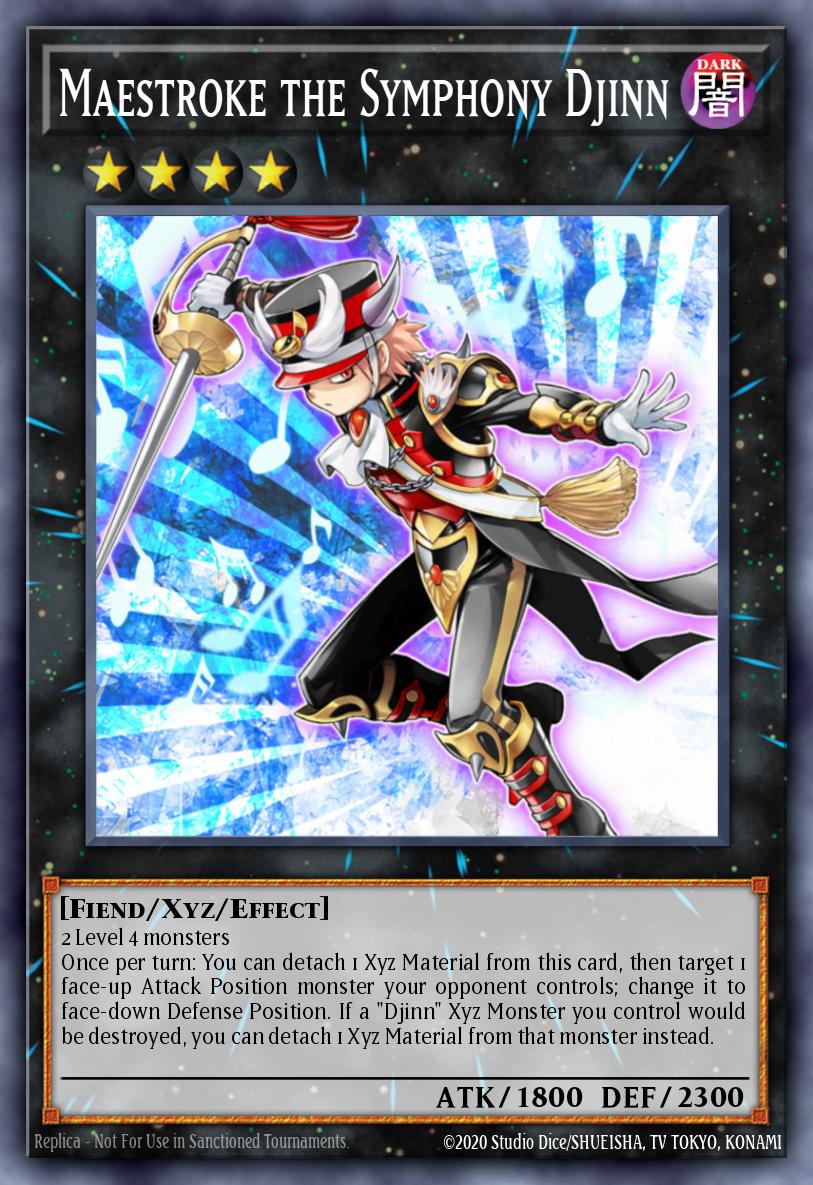 Maestroke the Symphony Djinn
DARK
闇
[Fiend/Xyz/Effect]
2 Level 4 monsters
Once per turn: You can detach 1 Xyz Material from this card, then target 1
face-up Attack Position monster your opponent controls; change it to
face-down Defense Position. If a "Djinn" Xyz Monster you control would
be destroyed, you can detach 1 Xyz Material from that monster instead.
ATK/1800 DEF/2300
Replica - Not For Use in Sanctioned Tournaments.
©2020 Studio Dice/SHUEISHA, TV TOKYO, KONAMI